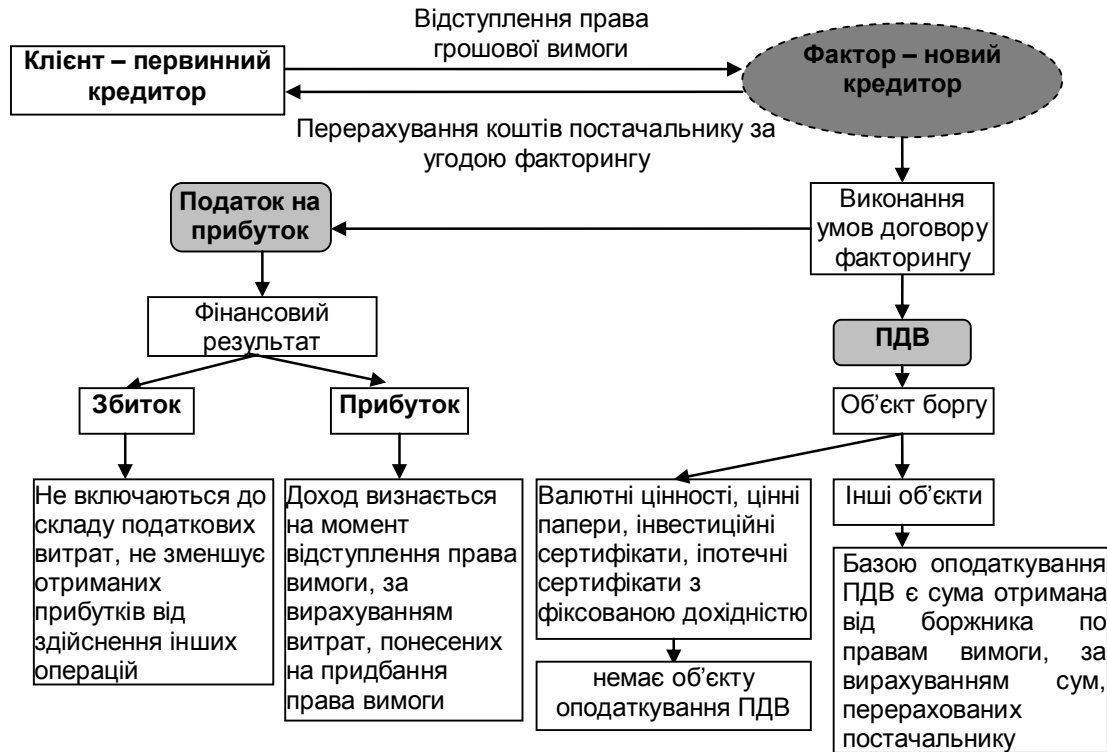 Відступлення права
грошової вимоги
Клієнт – первинний
кредитор
Фактор – новий
кредитор
Перерахування коштів постачальнику за
угодою факторингу
Податок на
прибуток
Виконання
умов договору
факторингу
Фінансовий
результат
ПДВ
Збиток
Прибуток
Об’єкт боргу
Не включаються до
складу податкових
витрат, не зменшує
отриманих
прибутків від
здійснення інших
операцій
Доход визнається
на момент
відступлення права
вимоги, за
вирахуванням
витрат, понесених
на придбання
права вимоги
Валютні цінності, цінні
папери, інвестиційні
сертифікати, іпотечні
сертифікати з
фіксованою дохідністю
Інші об’єкти
немає об’єкту
оподаткування ПДВ
Базою оподаткування
ПДВ є сума отримана
від боржника по
правам вимоги, за
вирахуванням сум,
перерахованих
постачальнику